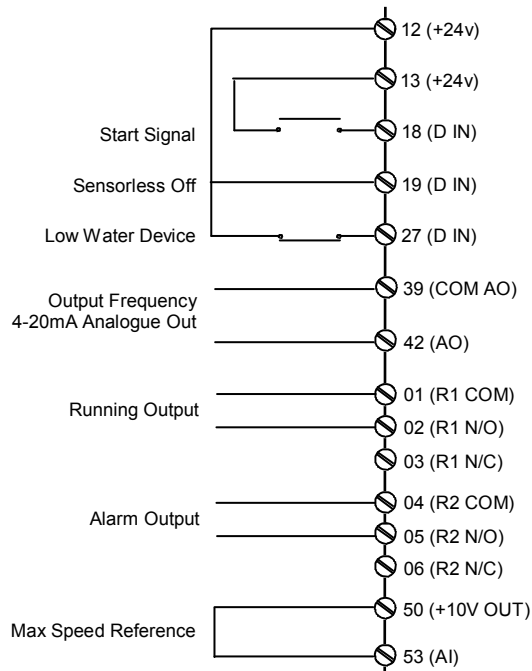 12 (+24v)
13 (+24v)
Start Signal
18 (D IN)
Sensorless Off
19 (D IN)
Low Water Device
27 (D IN)
Output Frequency
4-20mA Analogue Out
39 (COM AO)
42 (AO)
Running Output
01 (R1 COM)
02 (R1 N/O)
03 (R1 N/C)
Alarm Output
04 (R2 COM)
05 (R2 N/O)
06 (R2 N/C)
Max Speed Reference
50 (+10V OUT)
53 (AI)